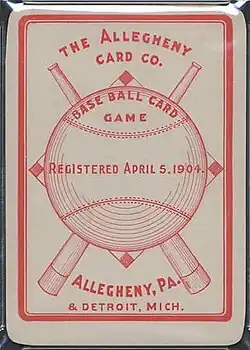 THE ALLEGHENY
CARD CO.
BASE BALL CARD
GAME
REGISTERED APRIL 5, 1904.
ALLEGHENY, PA.
& DETROIT, MICH.